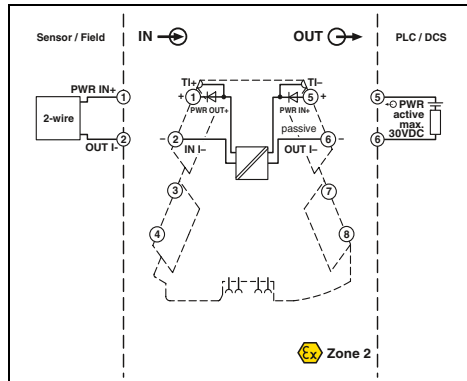 Sensor / Field
IN
OUT
PLC / DCS
TI+
TI–
PWR IN+
1
+
1
PWR OUT+
PWR IN+
5
+
5
PWR
active
max.
30VDC
2-wire
passive
OUT I-
2
–
2
IN I–
OUT I–
6
–
6
3
7
4
8
Ex
Zone 2